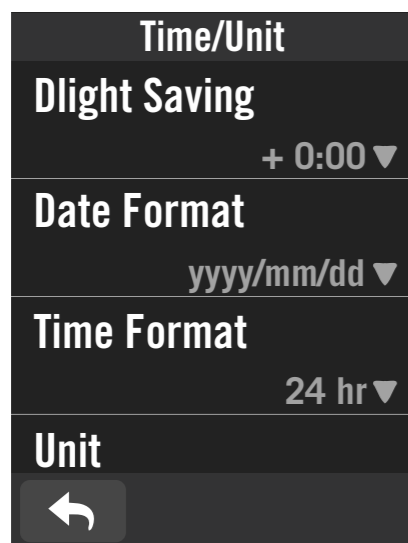 Time/Unit
Dlight Saving
+ 0:00
Date Format
yyyy/mm/dd
Time Format
24 hr
Unit